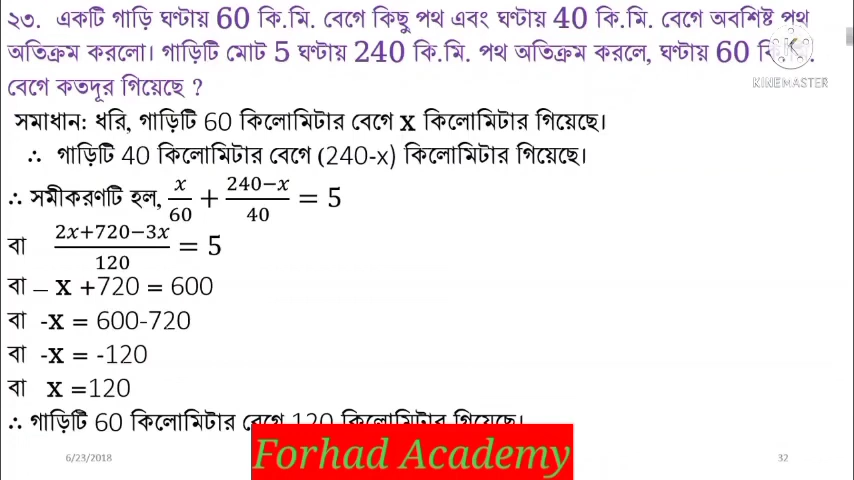 ২৩. একটি গাড়ি ঘণ্টায় 60 কি.মি. বেগে কিছু পথ এবং ঘণ্টায় 40 কি.মি. বেগে অবশিষ্ট পথ
অতিক্রম করলো। গাড়িটি মোট 5 ঘণ্টায় 240 কি.মি. পথ অতিক্রম করলে, ঘণ্টায় 60
KINEMASTER
বেগে কতদূর গিয়েছে ?
সমাধান: ধরি, গাড়িটি 60 কিলোমিটার বেগে x কিলোমিটার গিয়েছে।
∴ গাড়িটি 40 কিলোমিটার বেগে (240-x) কিলোমিটার গিয়েছে।
∴ সমীকরণটি হল, x/60 + 240−x/40 = 5
বা 2x+720−3x/120 = 5
বা – x +720 = 600
বা -x = 600-720
বা -x = -120
বা x =120
∴ গাড়িটি 60 কিলোমিটার বেগে 120 কিলোমিটার গিয়েছে।
Forhad Academy
6/23/2018
32